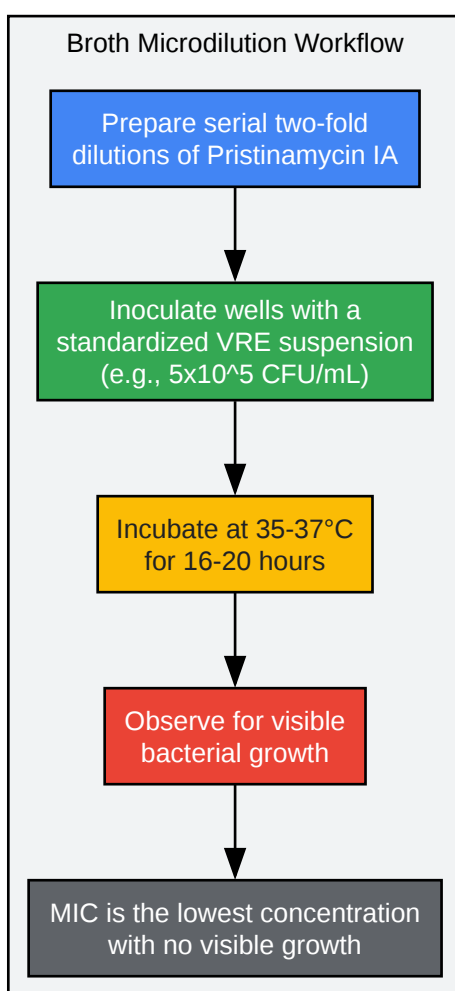 Broth Microdilution Workflow
Prepare serial two-fold
dilutions of Pristinamycin IA
Inoculate wells with a
standardized VRE suspension
(e.g., 5x10^5 CFU/mL)
Incubate at 35-37°C
for 16-20 hours
Observe for visible
bacterial growth
MIC is the lowest concentration
with no visible growth